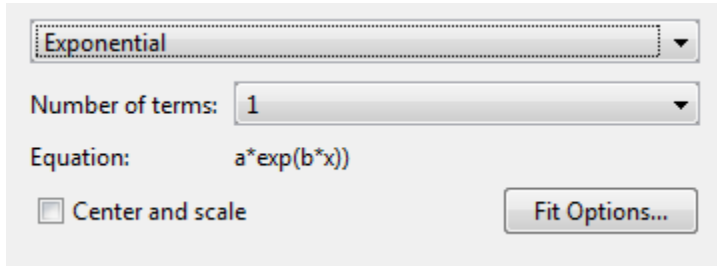 Exponential
Number of terms: 1
Equation: a*exp(b*x))
Center and scale Fit Options...